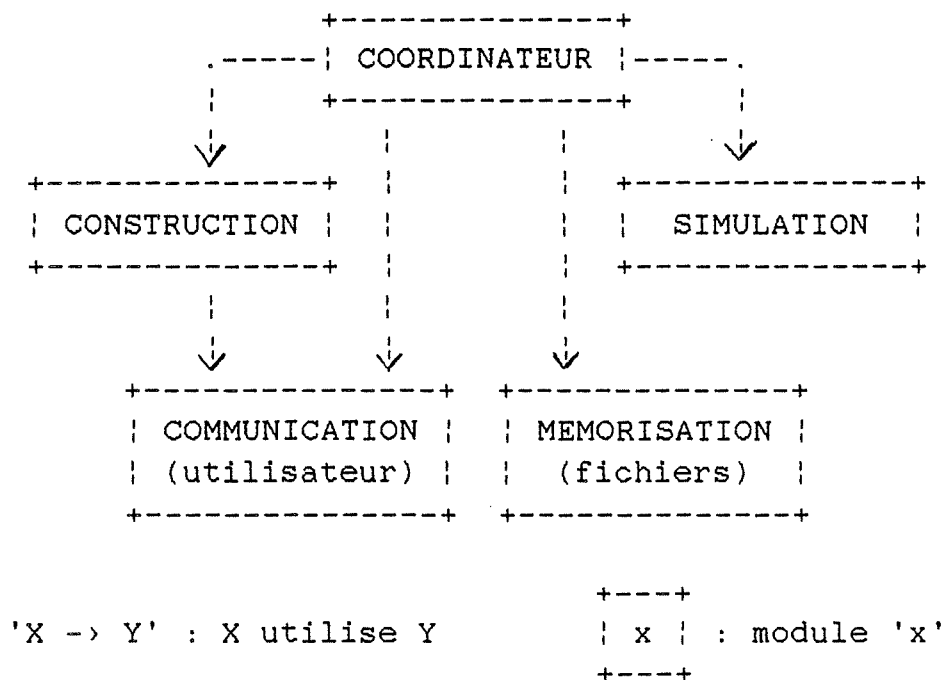 COORDINATEUR
CONSTRUCTION
SIMULATION
COMMUNICATION
(utilisateur)
MEMORISATION
(fichiers)
'X -> Y' : X utilise Y
x : module 'x'